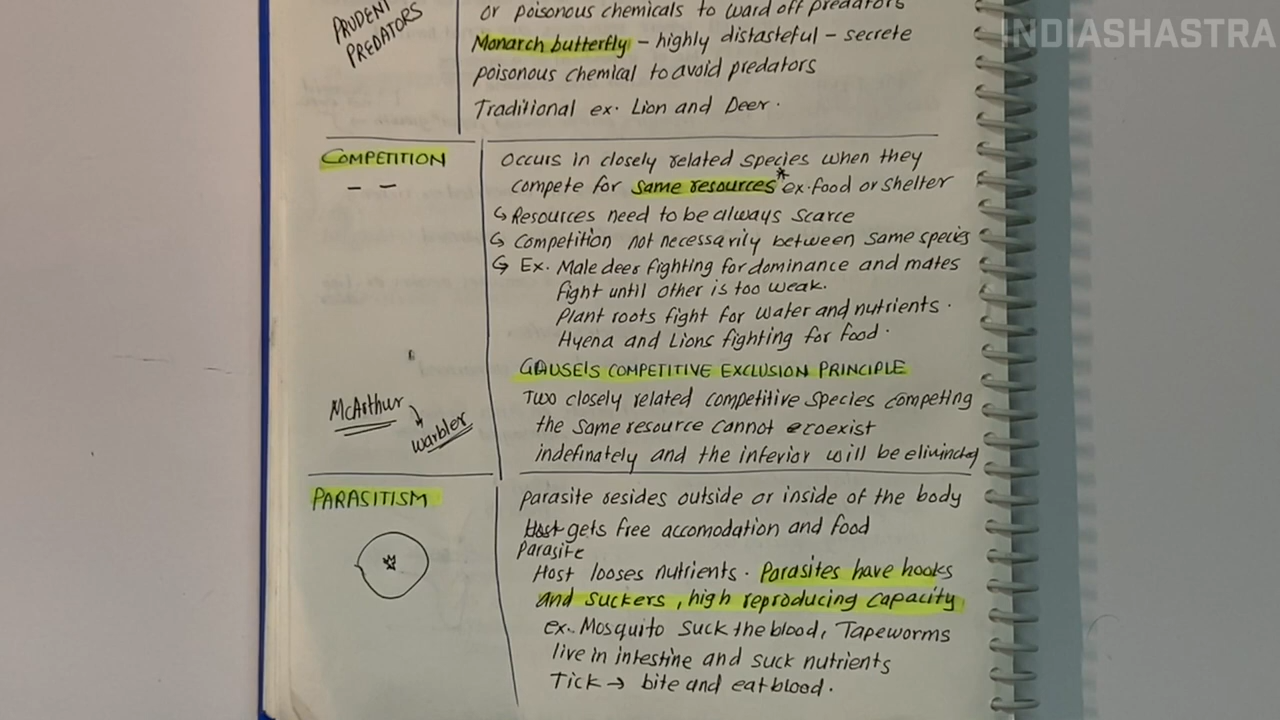 INDIASHASTRA
PRUDENT
PREDATORS
or poisonous chemicals to ward off predators
Monarch butterfly – highly distasteful – secrete
poisonous chemical to avoid predators
Traditional ex. Lion and Deer.
COMPETITION
Occurs in closely related species when they
compete for same resources* ex. food or shelter
↳ Resources need to be always scarce
↳ Competition not necessarily between same species
↳ Ex. Male deer fighting for dominance and mates
fight until other is too weak.
Plant roots fight for water and nutrients.
Hyena and Lions fighting for food.
GAUSE'S COMPETITIVE EXCLUSION PRINCIPLE
McArthur
warbler
Two closely related competitive species competing
the same resource cannot coexist
indefinately and the inferior will be eliminated
PARASITISM
Parasite resides outside or inside of the body
Host gets free accomodation and food
Parasite
Host looses nutrients. Parasites have hooks
and suckers, high reproducing capacity
ex. Mosquito suck the blood, Tapeworms
live in intestine and suck nutrients
Tick → bite and eat blood.